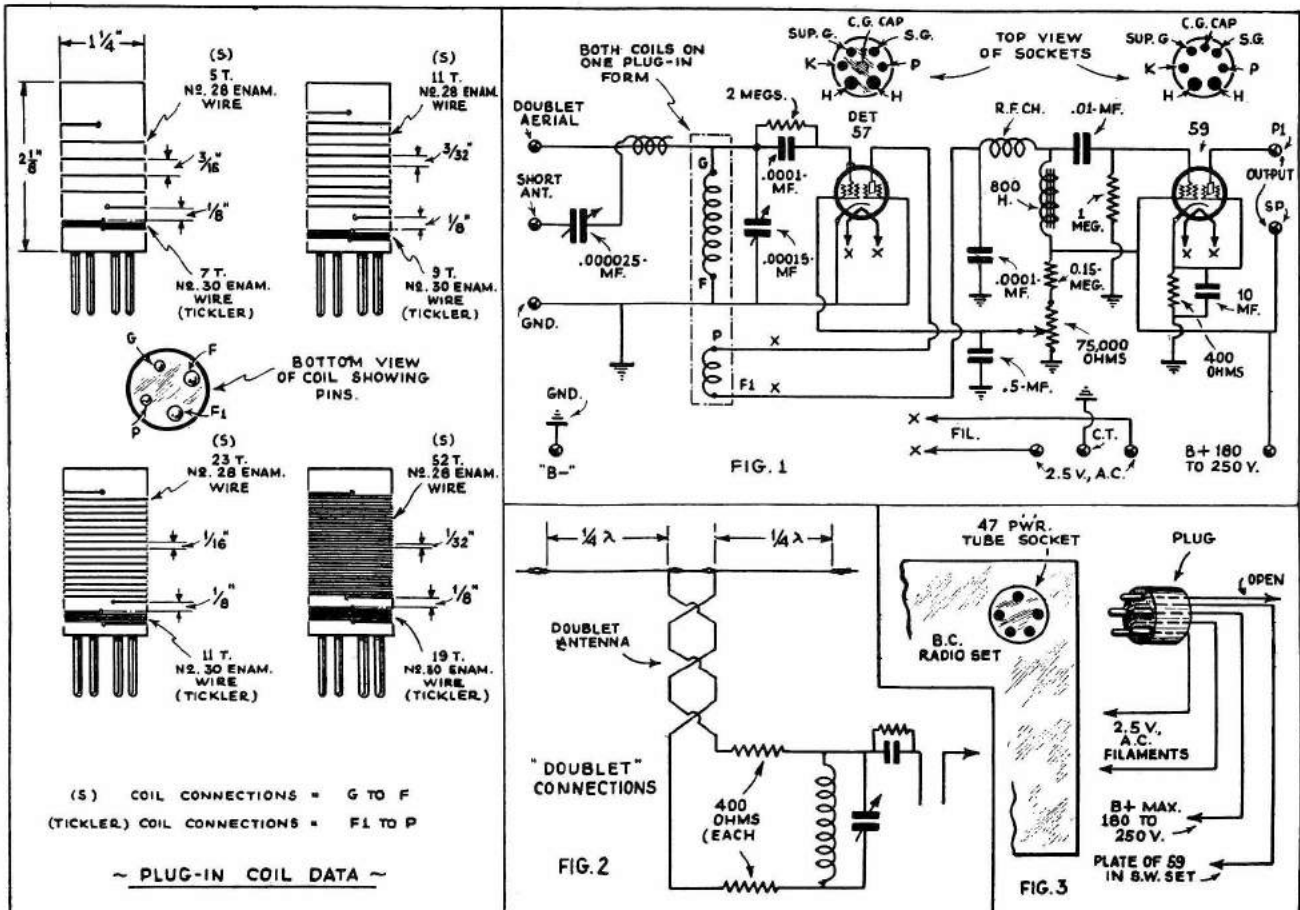 1 1/4"
2 1/8"
(S)
5 T.
Nº. 28 ENAM.
WIRE
3/16"
1/8"
7 T.
Nº. 30 ENAM.
WIRE
(TICKLER)
(S)
11 T.
Nº. 28 ENAM.
WIRE
3/32"
1/8"
9 T.
Nº. 30 ENAM.
WIRE
(TICKLER)
G
F
P
F1
BOTTOM VIEW
OF COIL SHOWING
PINS.
(S)
23 T.
Nº. 28 ENAM.
WIRE
1/16"
1/8"
11 T.
Nº. 30 ENAM.
WIRE
(TICKLER)
(S)
52 T.
Nº. 28 ENAM.
WIRE
1/32"
1/8"
19 T.
Nº. 30 ENAM.
WIRE
(TICKLER)
(S) COIL CONNECTIONS = G TO F
(TICKLER) COIL CONNECTIONS = F1 TO P
~ PLUG-IN COIL DATA ~
BOTH COILS ON
ONE PLUG-IN
FORM
C.G. CAP
SUP. G.
S.G.
K
P
H
H
TOP VIEW
OF SOCKETS
C.G. CAP
SUP. G.
S.G.
K
P
H
H
DOUBLET
AERIAL
SHORT
ANT.
.000025-
MF.
GND.
G
F
P
F1
2 MEGS.
.0001-
MF.
.00015-
MF
DET
57
X X
X
X
R.F.CH.
.01-MF.
800
H.
1
MEG.
.0001-
MF.
0.15-
MEG.
75,000
OHMS
.5-MF.
59
X X
10
MF.
400
OHMS
P1
OUTPUT
SP.
GND.
"B-"
FIG. 1
X
X
FIL.
C.T.
2.5 V., A.C.
B+ 180
TO 250 V.
1/4 λ
1/4 λ
DOUBLET
ANTENNA
"DOUBLET"
CONNECTIONS
400
OHMS
(EACH
FIG. 2
47 PWR.
TUBE SOCKET
B.C.
RADIO SET
PLUG
OPEN
2.5 V.,
A.C.
FILAMENTS
B+ MAX.
180 TO
250 V.
PLATE OF 59
IN S.W. SET
FIG. 3